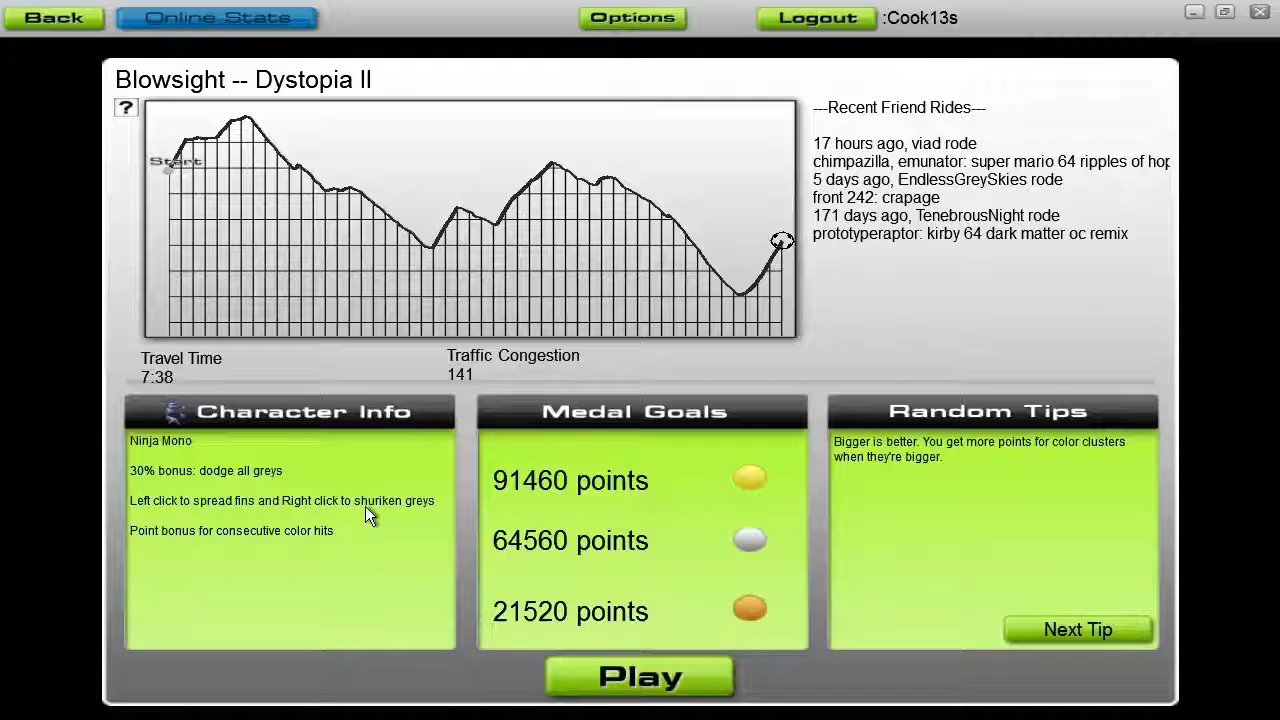 Back
Online Stats
Options
Logout
:Cook13s
Blowsight -- Dystopia II
?
Start
---Recent Friend Rides---
17 hours ago, viad rode
chimpazilla, emunator: super mario 64 ripples of hop
5 days ago, EndlessGreySkies rode
front 242: crapage
171 days ago, TenebrousNight rode
prototyperaptor: kirby 64 dark matter oc remix
Travel Time
7:38
Traffic Congestion
141
Character Info
Ninja Mono
30% bonus: dodge all greys
Left click to spread fins and Right click to shuriken greys
Point bonus for consecutive color hits
Medal Goals
91460 points
64560 points
21520 points
Random Tips
Bigger is better. You get more points for color clusters
when they're bigger.
Next Tip
Play